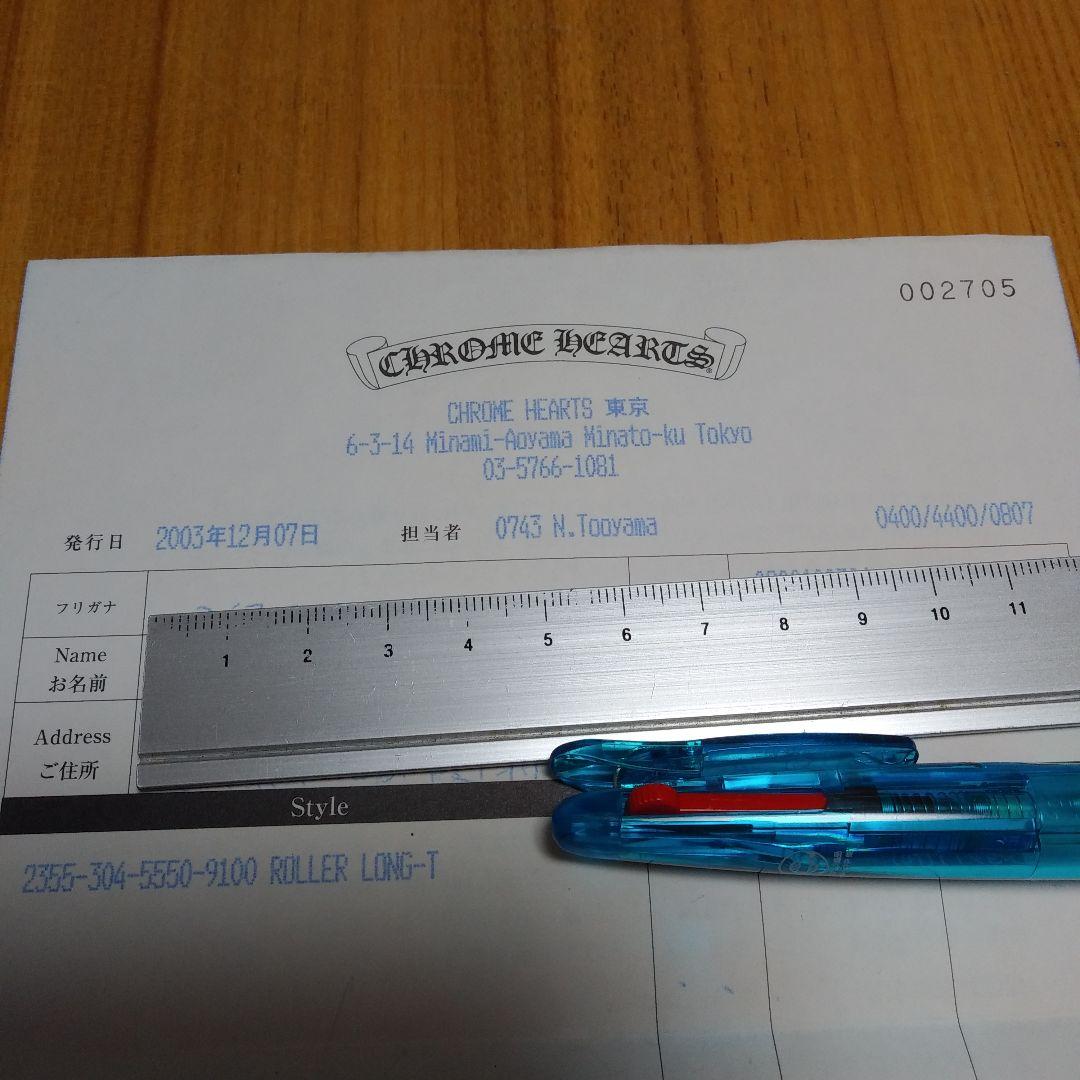 002705
CHROME HEARTS
CHROME HEARTS 東京
6-3-14 Minami-Aoyama Minato-ku Tokyo
03-5766-1081
発行日 2003年12月07日 担当者 0743 N.Tooyama 0400/4400/0807
フリガナ
Name
お名前
Address
ご住所
1 2 3 4 5 6 7 8 9 10 11
Style
2355-304-5550-9100 ROLLER LONG-T